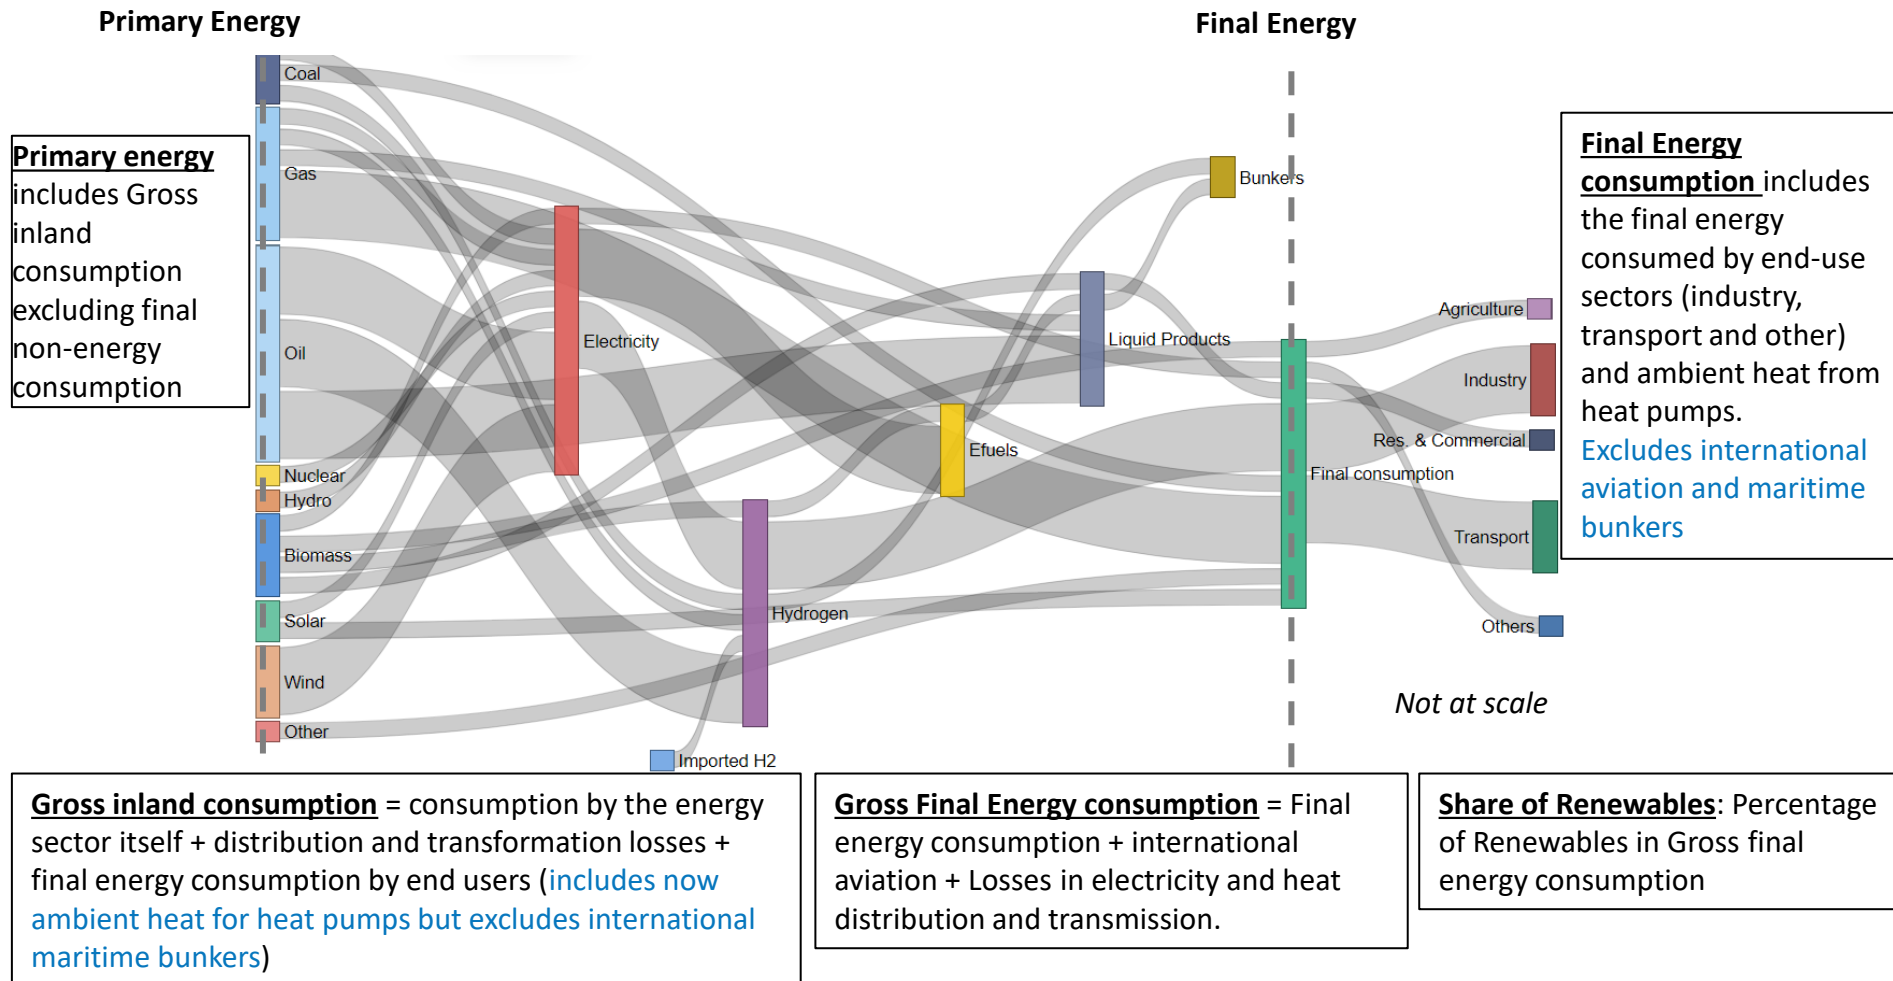 Primary Energy
Final Energy
Coal
Gas
Oil
Nuclear
Hydro
Biomass
Solar
Wind
Other
Imported H2
Electricity
Hydrogen
Efuels
Liquid Products
Bunkers
Final consumption
Agriculture
Industry
Res. & Commercial
Transport
Others
Not at scale
Primary energy
includes Gross
inland
consumption
excluding final
non-energy
consumption
Final Energy
consumption includes
the final energy
consumed by end-use
sectors (industry,
transport and other)
and ambient heat from
heat pumps.
Excludes international
aviation and maritime
bunkers
Gross inland consumption = consumption by the energy
sector itself + distribution and transformation losses +
final energy consumption by end users (includes now
ambient heat for heat pumps but excludes international
maritime bunkers)
Gross Final Energy consumption = Final
energy consumption + international
aviation + Losses in electricity and heat
distribution and transmission.
Share of Renewables: Percentage
of Renewables in Gross final
energy consumption